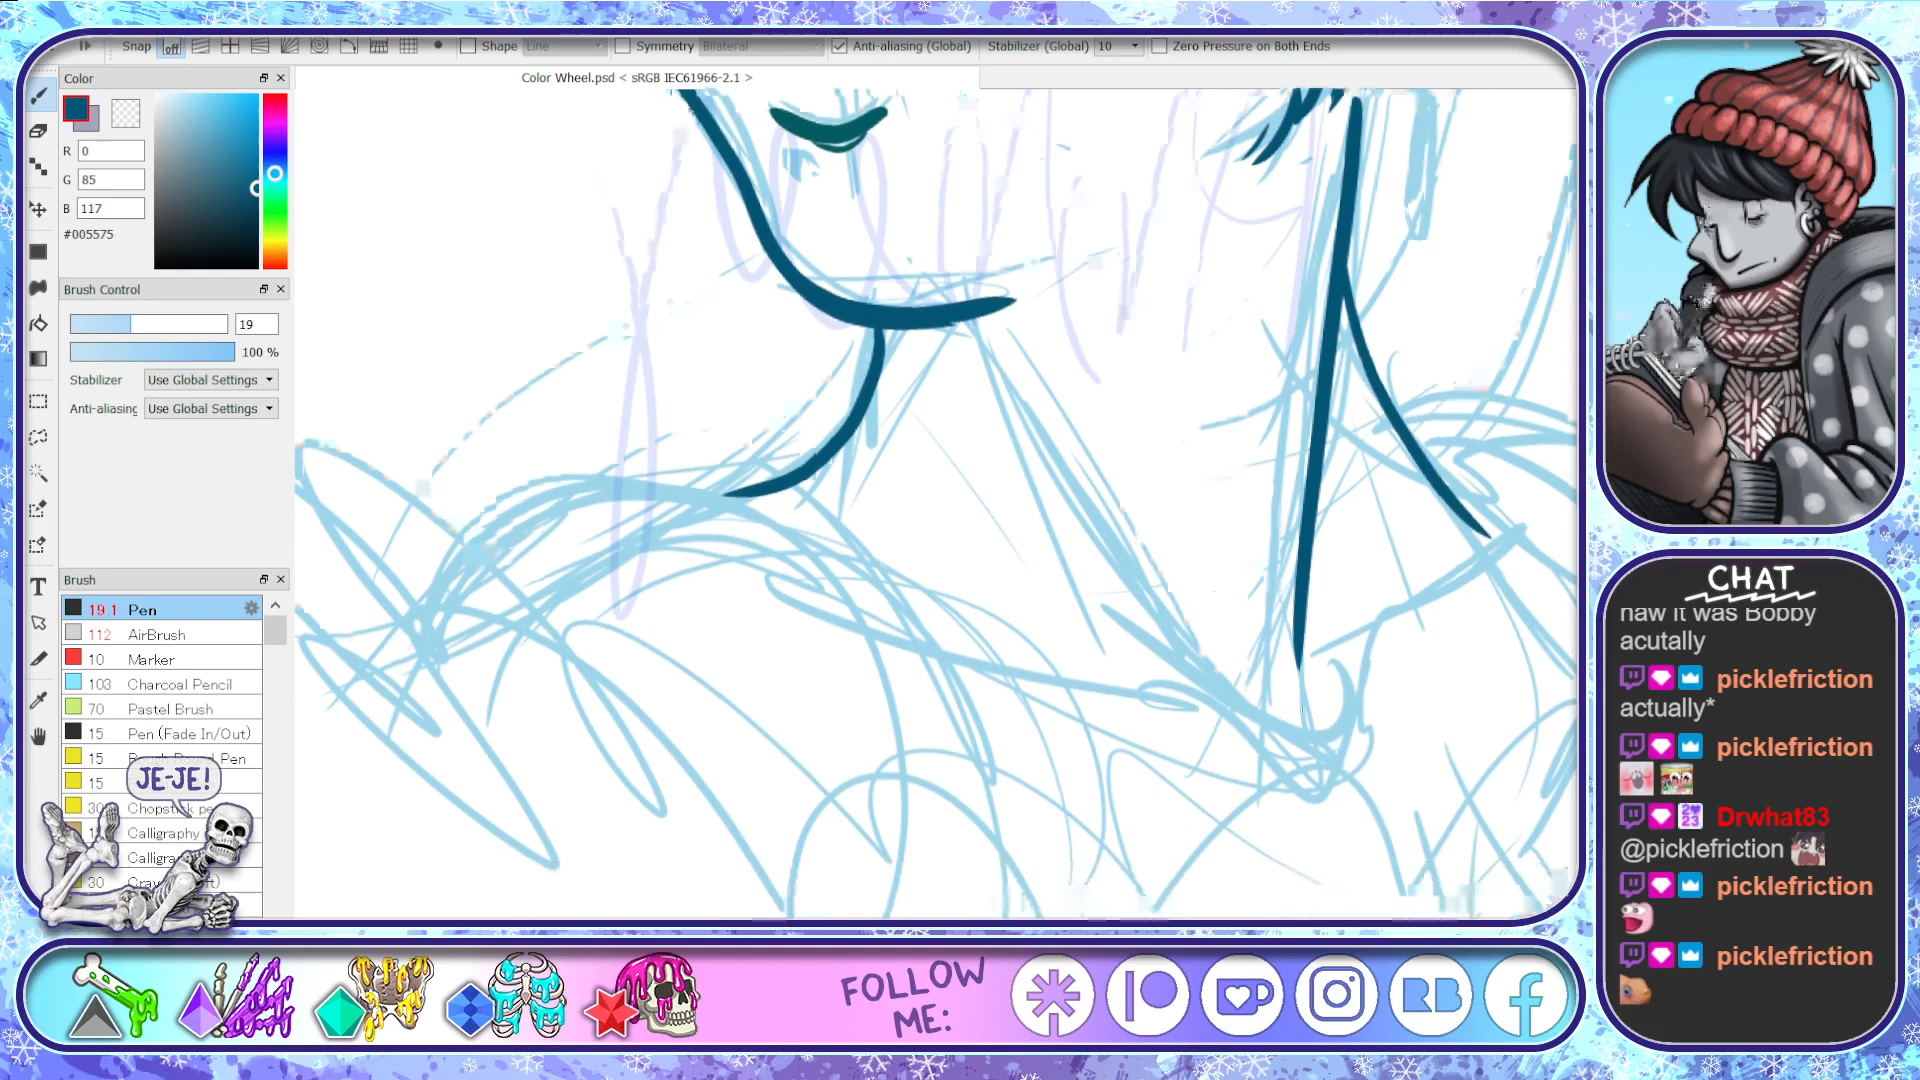 Snap off Shape Line Symmetry Bilateral Anti-aliasing (Global) Stabilizer (Global) 10 Zero Pressure on Both Ends
Color
Color Wheel.psd < sRGB IEC61966-2.1 >
R 0
G 85
B 117
#005575
Brush Control
19
100 %
Stabilizer Use Global Settings
Anti-aliasing Use Global Settings
Brush
19.1 Pen
112 AirBrush
10 Marker
103 Charcoal Pencil
70 Pastel Brush
15 Pen (Fade In/Out)
15 Pen
15
JE-JE!
30 Chopstick pe
Calligraphy
Calligra
30
T
FOLLOW
ME:
RB
CHAT
naw it was Bobby
acutally
picklefriction
actually*
picklefriction
Drwhat83
@picklefriction
picklefriction
picklefriction